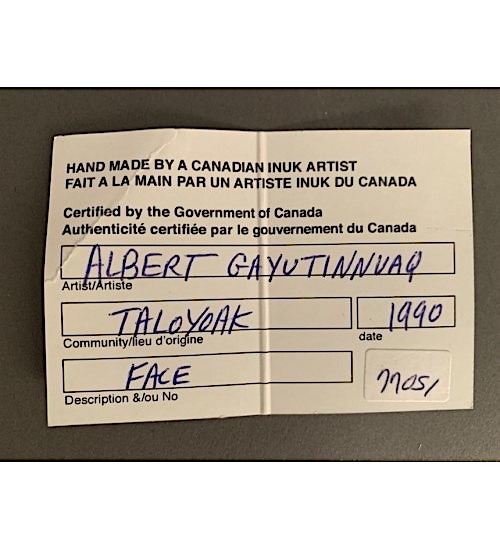 HAND MADE BY A CANADIAN INUK ARTIST
FAIT A LA MAIN PAR UN ARTISTE INUK DU CANADA
Certified by the Government of Canada
Authenticité certifiée par le gouvernement du Canada
ALBERT GAYUTINNUAQ
Artist/Artiste
TALOYOAK 1990
Community/lieu d'origine date
FACE
Description &/ou No